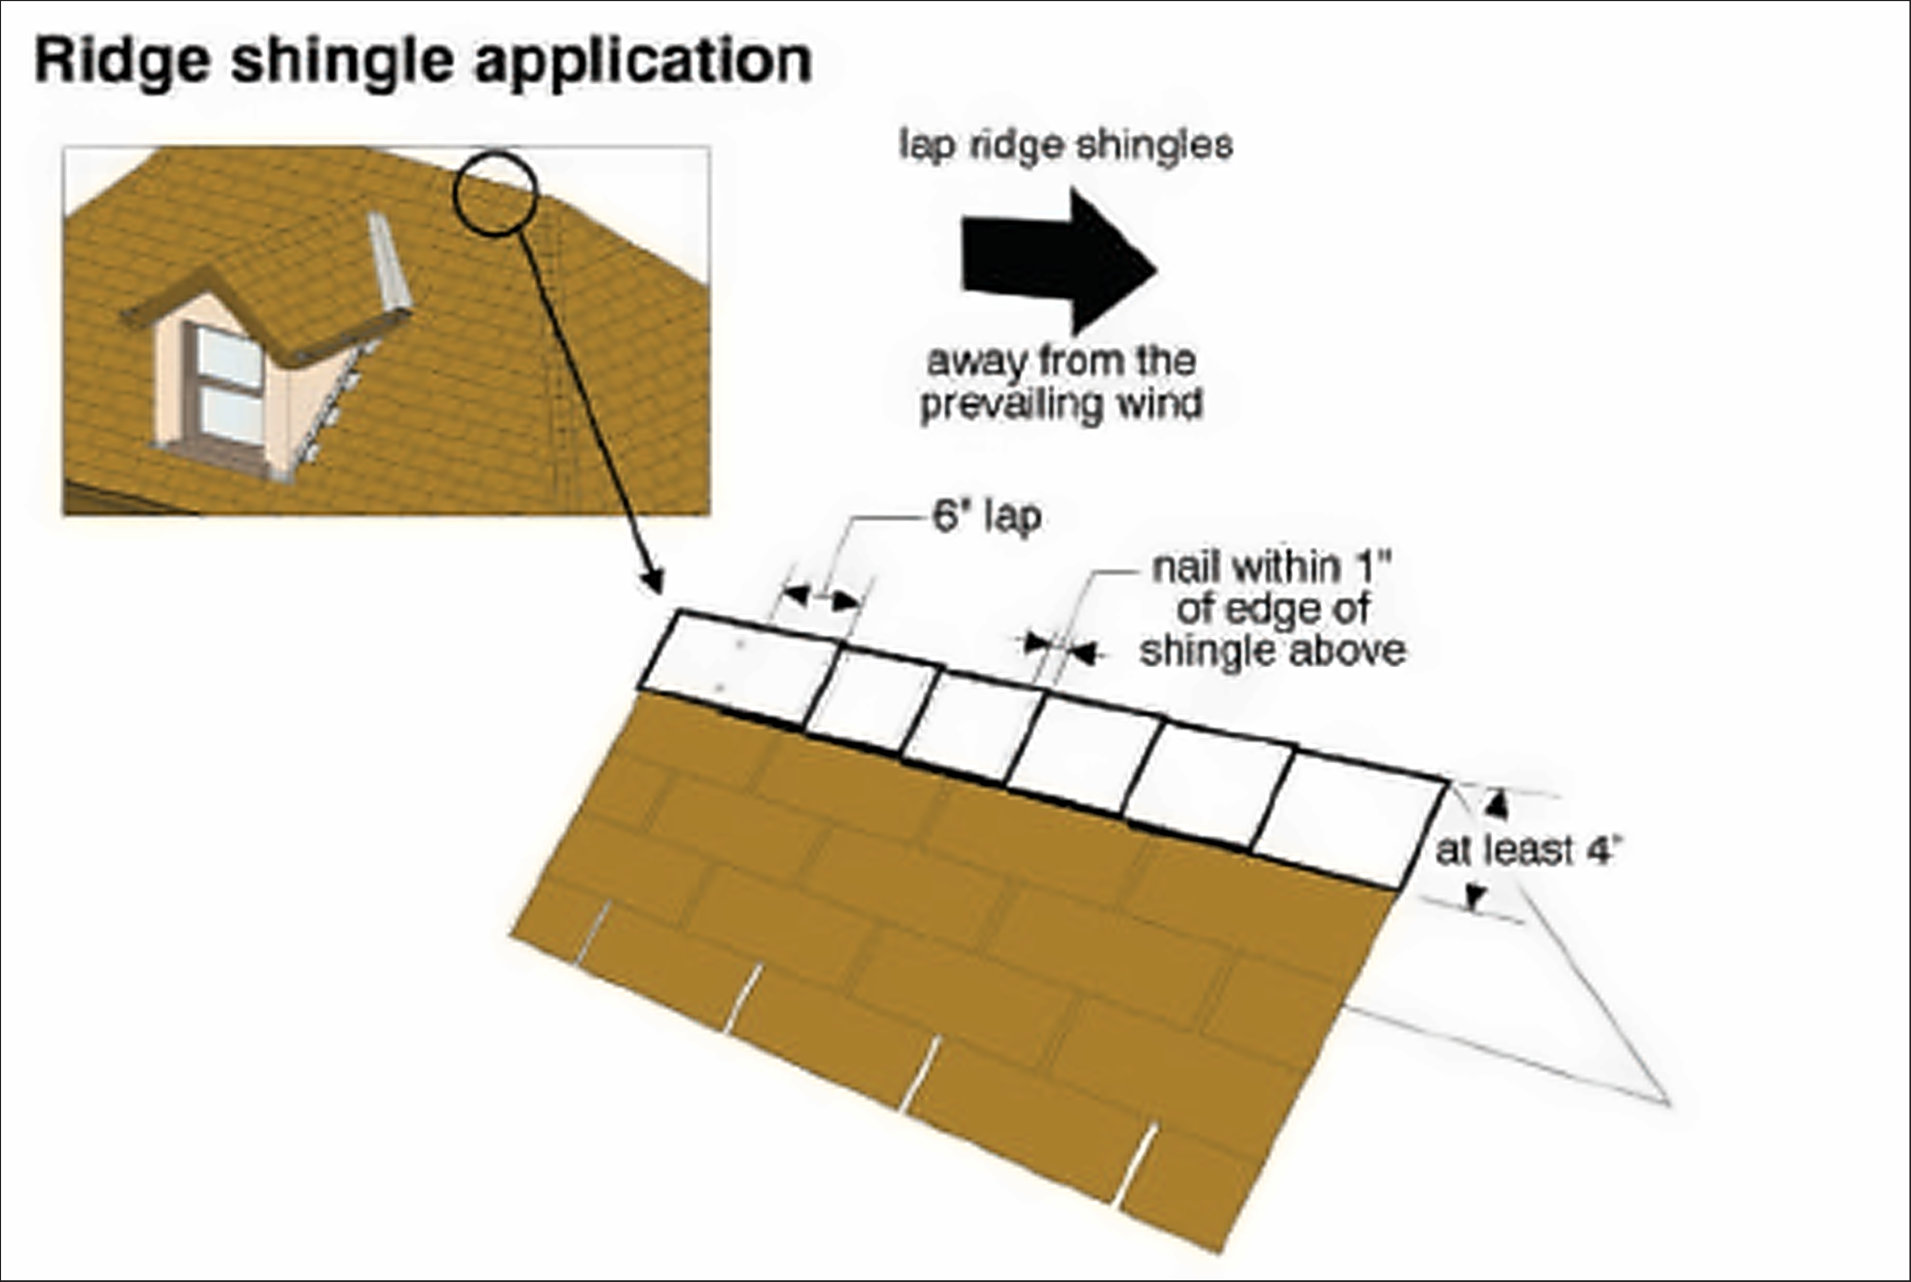 Ridge shingle application
lap ridge shingles
away from the
prevailing wind
6" lap
nail within 1"
of edge of
shingle above
at least 4"